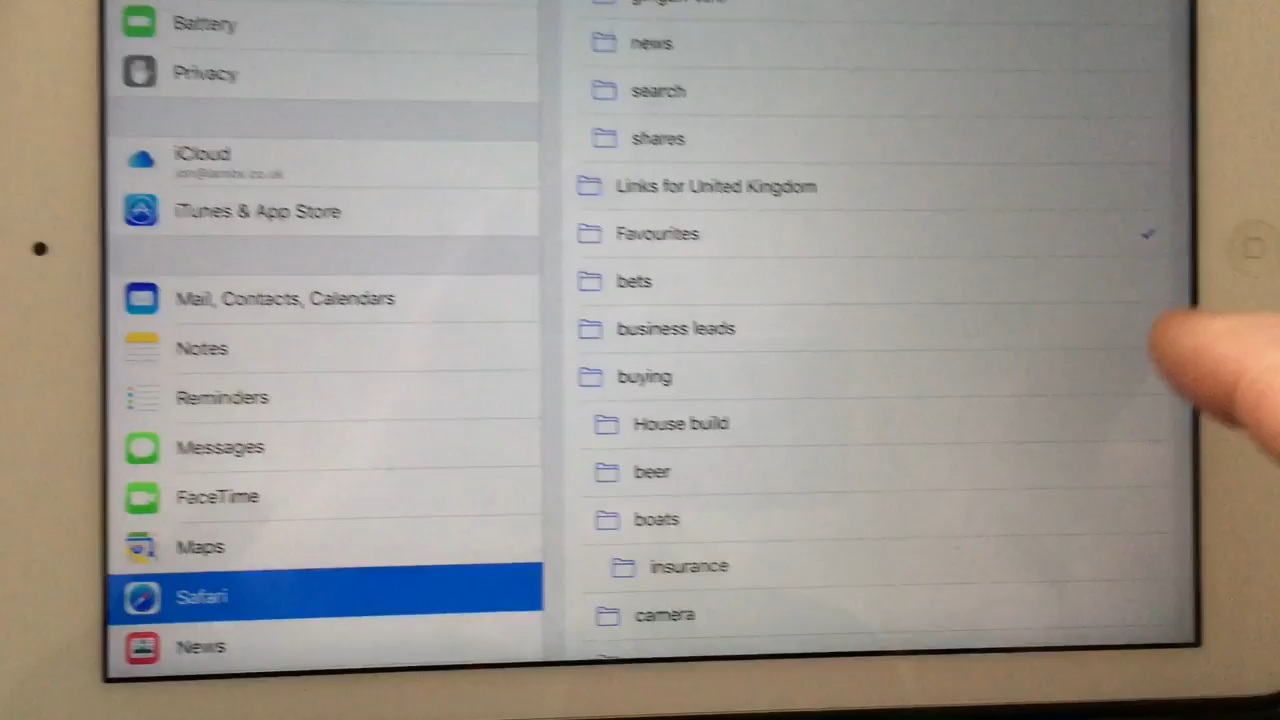 Battery
Privacy
iCloud
iTunes & App Store
Mail, Contacts, Calendars
Notes
Reminders
Messages
FaceTime
Maps
Safari
News
news
search
shares
Links for United Kingdom
Favourites
bets
business leads
buying
House build
beer
boats
insurance
camera